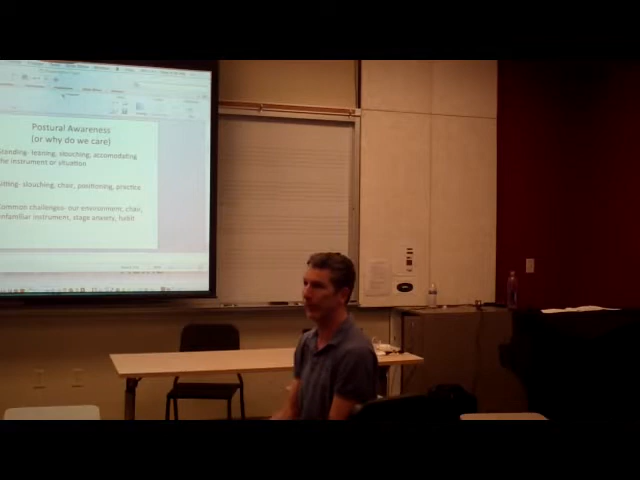 Postural Awareness
(or why do we care)
tanding- leaning, slouching, accomodating
he instrument or situation
itting- slouching, chair, positioning, practice
ommon challenges- our environment, chair,
nfamiliar instrument, stage anxiety, habit